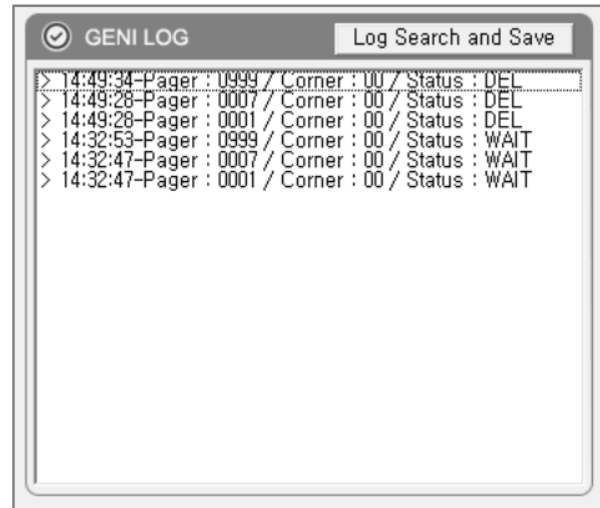 GENI LOG
Log Search and Save
> 14:49:34-Pager : 0999 / Corner : 00 / Status : DEL
> 14:49:28-Pager : 0007 / Corner : 00 / Status : DEL
> 14:49:28-Pager : 0001 / Corner : 00 / Status : DEL
> 14:32:53-Pager : 0999 / Corner : 00 / Status : WAIT
> 14:32:47-Pager : 0007 / Corner : 00 / Status : WAIT
> 14:32:47-Pager : 0001 / Corner : 00 / Status : WAIT